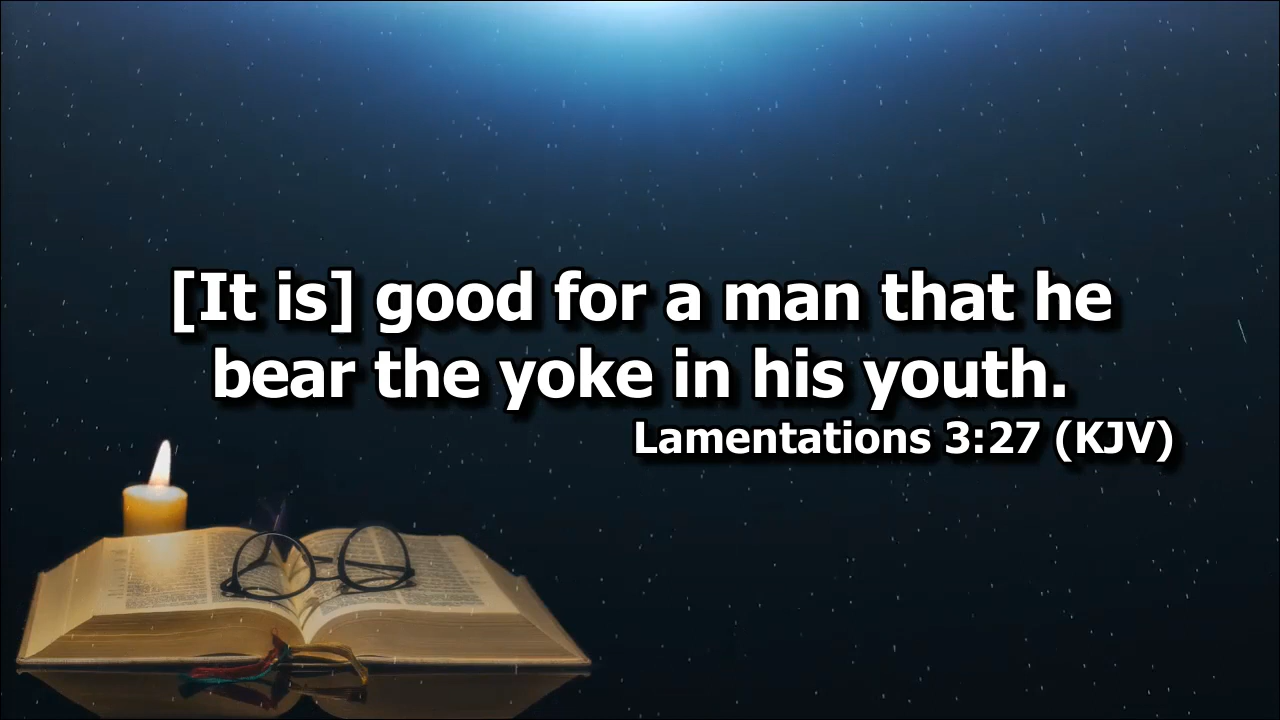 [It is] good for a man that he
bear the yoke in his youth.
Lamentations 3:27 (KJV)